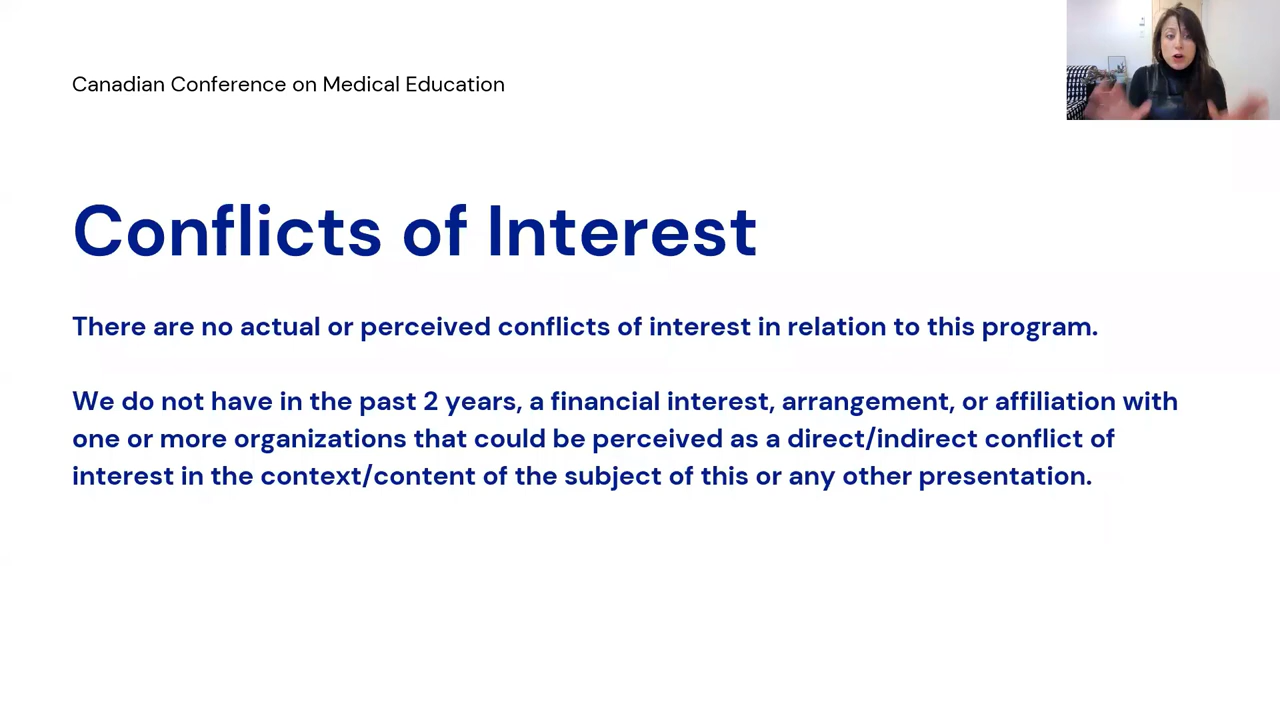 Canadian Conference on Medical Education
Conflicts of Interest
There are no actual or perceived conflicts of interest in relation to this program.
We do not have in the past 2 years, a financial interest, arrangement, or affiliation with
one or more organizations that could be perceived as a direct/indirect conflict of
interest in the context/content of the subject of this or any other presentation.